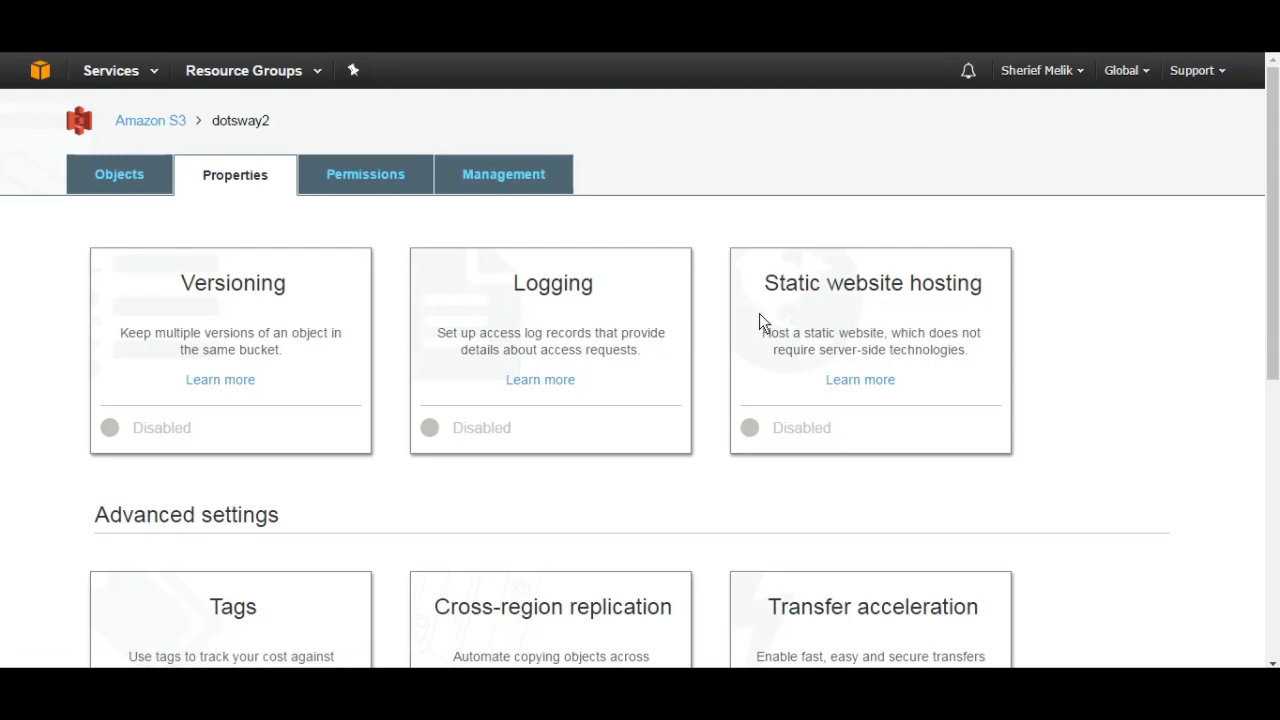 Services
Resource Groups
Sherief Melik
Global
Support
Amazon S3 > dotsway2
Objects
Properties
Permissions
Management
Versioning
Keep multiple versions of an object in
the same bucket.
Learn more
Disabled
Logging
Set up access log records that provide
details about access requests.
Learn more
Disabled
Static website hosting
Host a static website, which does not
require server-side technologies.
Learn more
Disabled
Advanced settings
Tags
Use tags to track your cost against
Cross-region replication
Automate copying objects across
Transfer acceleration
Enable fast, easy and secure transfers